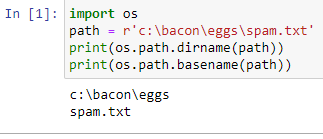 In [1]: import os
path = r'c:\bacon\eggs\spam.txt'
print(os.path.dirname(path))
print(os.path.basename(path))
c:\bacon\eggs
spam.txt